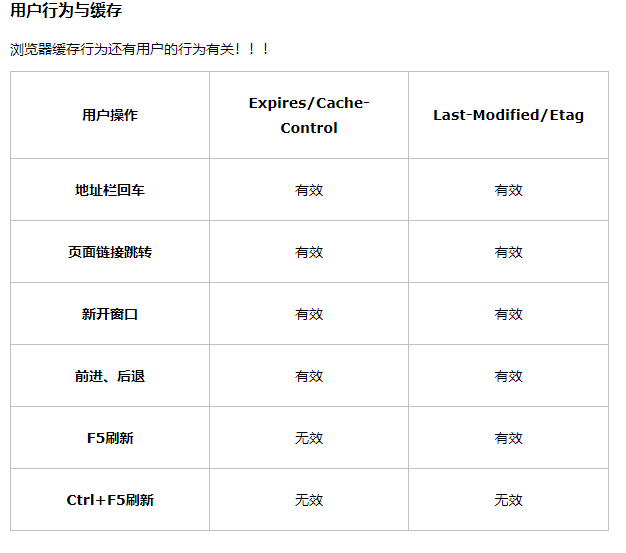 用户行为与缓存
浏览器缓存行为还有用户的行为有关！！！
用户操作 Expires/Cache-Control Last-Modified/Etag
地址栏回车 有效 有效
页面链接跳转 有效 有效
新开窗口 有效 有效
前进、后退 有效 有效
F5刷新 无效 有效
Ctrl+F5刷新 无效 无效